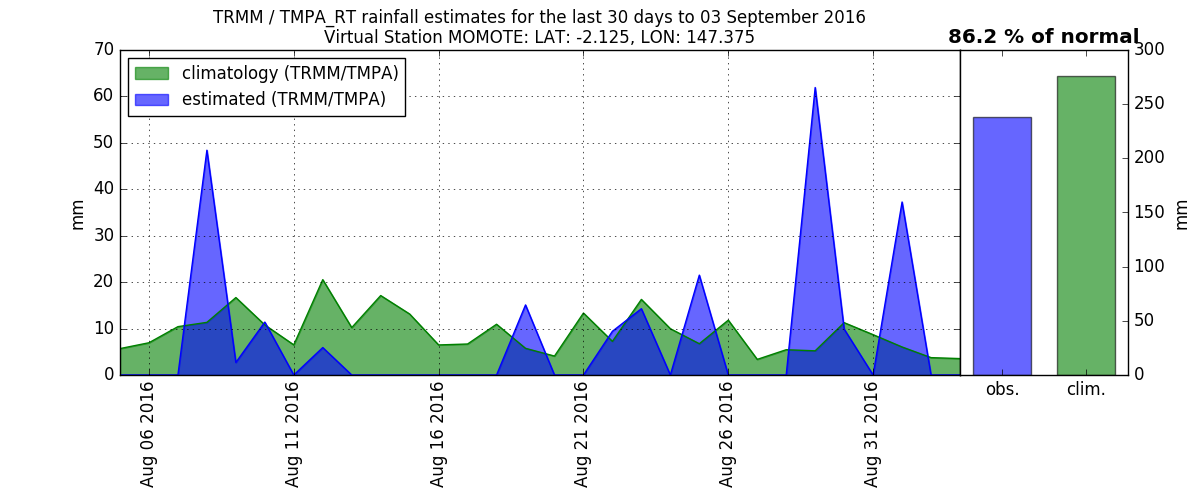 TRMM / TMPA_RT rainfall estimates for the last 30 days to 03 September 2016
Virtual Station MOMOTE: LAT: -2.125, LON: 147.375
86.2 % of normal
climatology (TRMM/TMPA)
estimated (TRMM/TMPA)
mm
70
60
50
40
30
20
10
0
Aug 06 2016
Aug 11 2016
Aug 16 2016
Aug 21 2016
Aug 26 2016
Aug 31 2016
obs.
clim.
300
250
200
150
100
50
0
mm